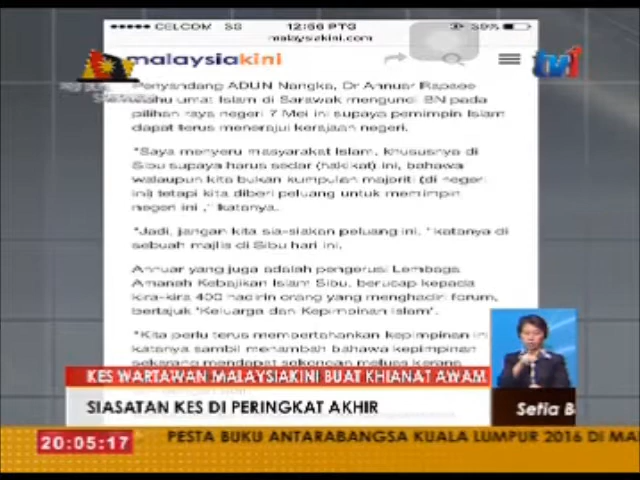 CELCOM 12:56 PTG 39%
malaysiakini.com
malaysiakini
tv1
Penyandang ADUN Nangka, Dr Annuar Rapaee
umat Islam di Sarawak mengundi BN pada
pilihan raya negeri 7 Mei ini supaya pemimpin Islam
dapat terus menerajui kerajaan negeri.
"Saya menyeru masyarakat Islam, khususnya di
Sibu supaya harus sedar (hakikat) ini, bahawa
walaupun kita bukan kumpulan majoriti (di negeri
ini) tetapi kita diberi peluang untuk memimpin
negeri ini ," katanya.
"Jadi, jangan kita sia-siakan peluang ini, " katanya di
sebuah majlis di Sibu hari ini.
Annuar yang juga adalah pengerusi Lembaga
Amanah Kebajikan Islam Sibu, berucap kepada
kira-kira 400 hadirin orang yang menghadiri forum,
bertajuk 'Keluarga dan Kepimpinan Islam'.
"Kita perlu terus mempertahankan kepimpinan ini
katanya sambil menambah bahawa kepimpinan
sekarang mendapat sokongan
KES WARTAWAN MALAYSIAKINI BUAT KHIANAT AWAM
SIASATAN KES DI PERINGKAT AKHIR
Setia B
20:05:17 PESTA BUKU ANTARABANGSA KUALA LUMPUR 2016 DI MA